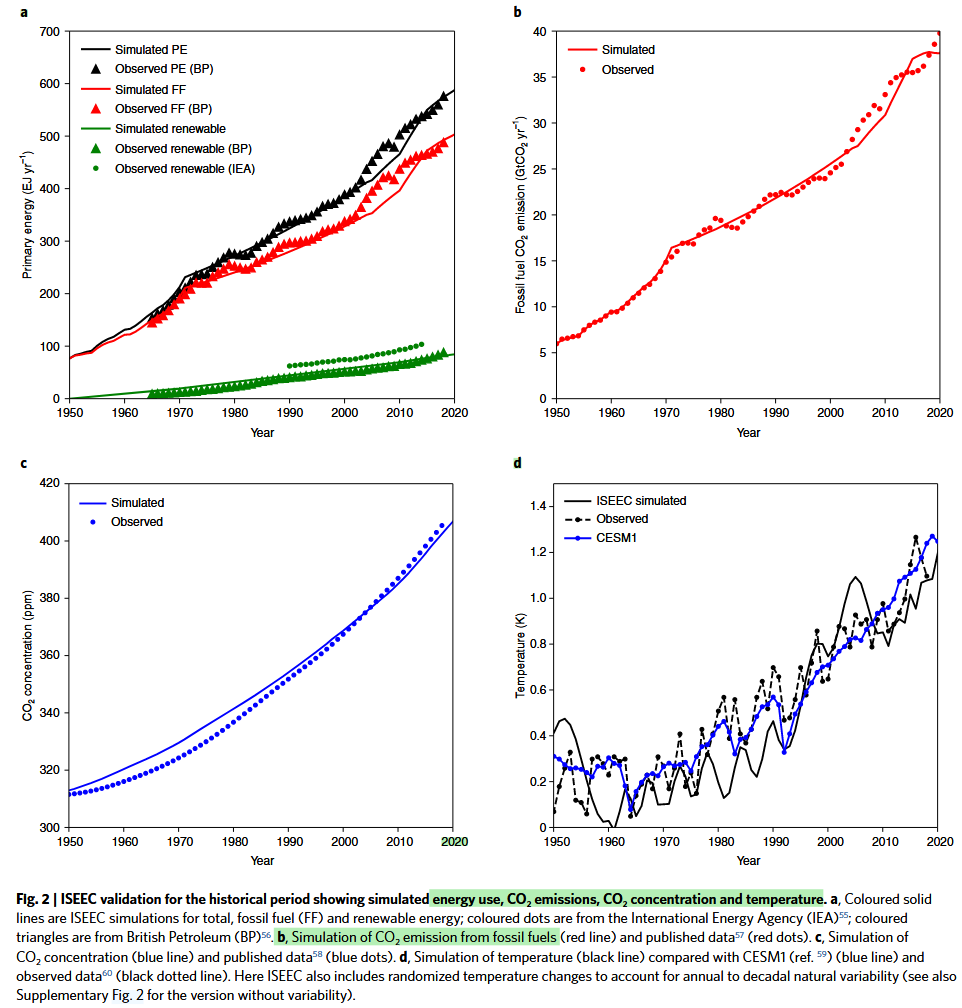 a
700
600
500
400
300
200
100
0
Primary energy (EJ yr⁻¹)
Simulated PE
Observed PE (BP)
Simulated FF
Observed FF (BP)
Simulated renewable
Observed renewable (BP)
Observed renewable (IEA)
1950 1960 1970 1980 1990 2000 2010 2020
Year
b
40
35
30
25
20
15
10
5
0
Fossil fuel CO₂ emission (GtCO₂ yr⁻¹)
Simulated
Observed
1950 1960 1970 1980 1990 2000 2010 2020
Year
c
420
400
380
360
340
320
300
CO₂ concentration (ppm)
Simulated
Observed
1950 1960 1970 1980 1990 2000 2010 2020
Year
d
1.4
1.2
1.0
0.8
0.6
0.4
0.2
0
Temperature (K)
ISEEC simulated
Observed
CESM1
1950 1960 1970 1980 1990 2000 2010 2020
Year
Fig. 2 | ISEEC validation for the historical period showing simulated energy use, CO₂ emissions, CO₂ concentration and temperature. a, Coloured solid
lines are ISEEC simulations for total, fossil fuel (FF) and renewable energy; coloured dots are from the International Energy Agency (IEA)⁵⁵; coloured
triangles are from British Petroleum (BP)⁵⁶. b, Simulation of CO₂ emission from fossil fuels (red line) and published data⁵⁷ (red dots). c, Simulation of
CO₂ concentration (blue line) and published data⁵⁸ (blue dots). d, Simulation of temperature (black line) compared with CESM1 (ref. ⁵⁹) (blue line) and
observed data⁶⁰ (black dotted line). Here ISEEC also includes randomized temperature changes to account for annual to decadal natural variability (see also
Supplementary Fig. 2 for the version without variability).